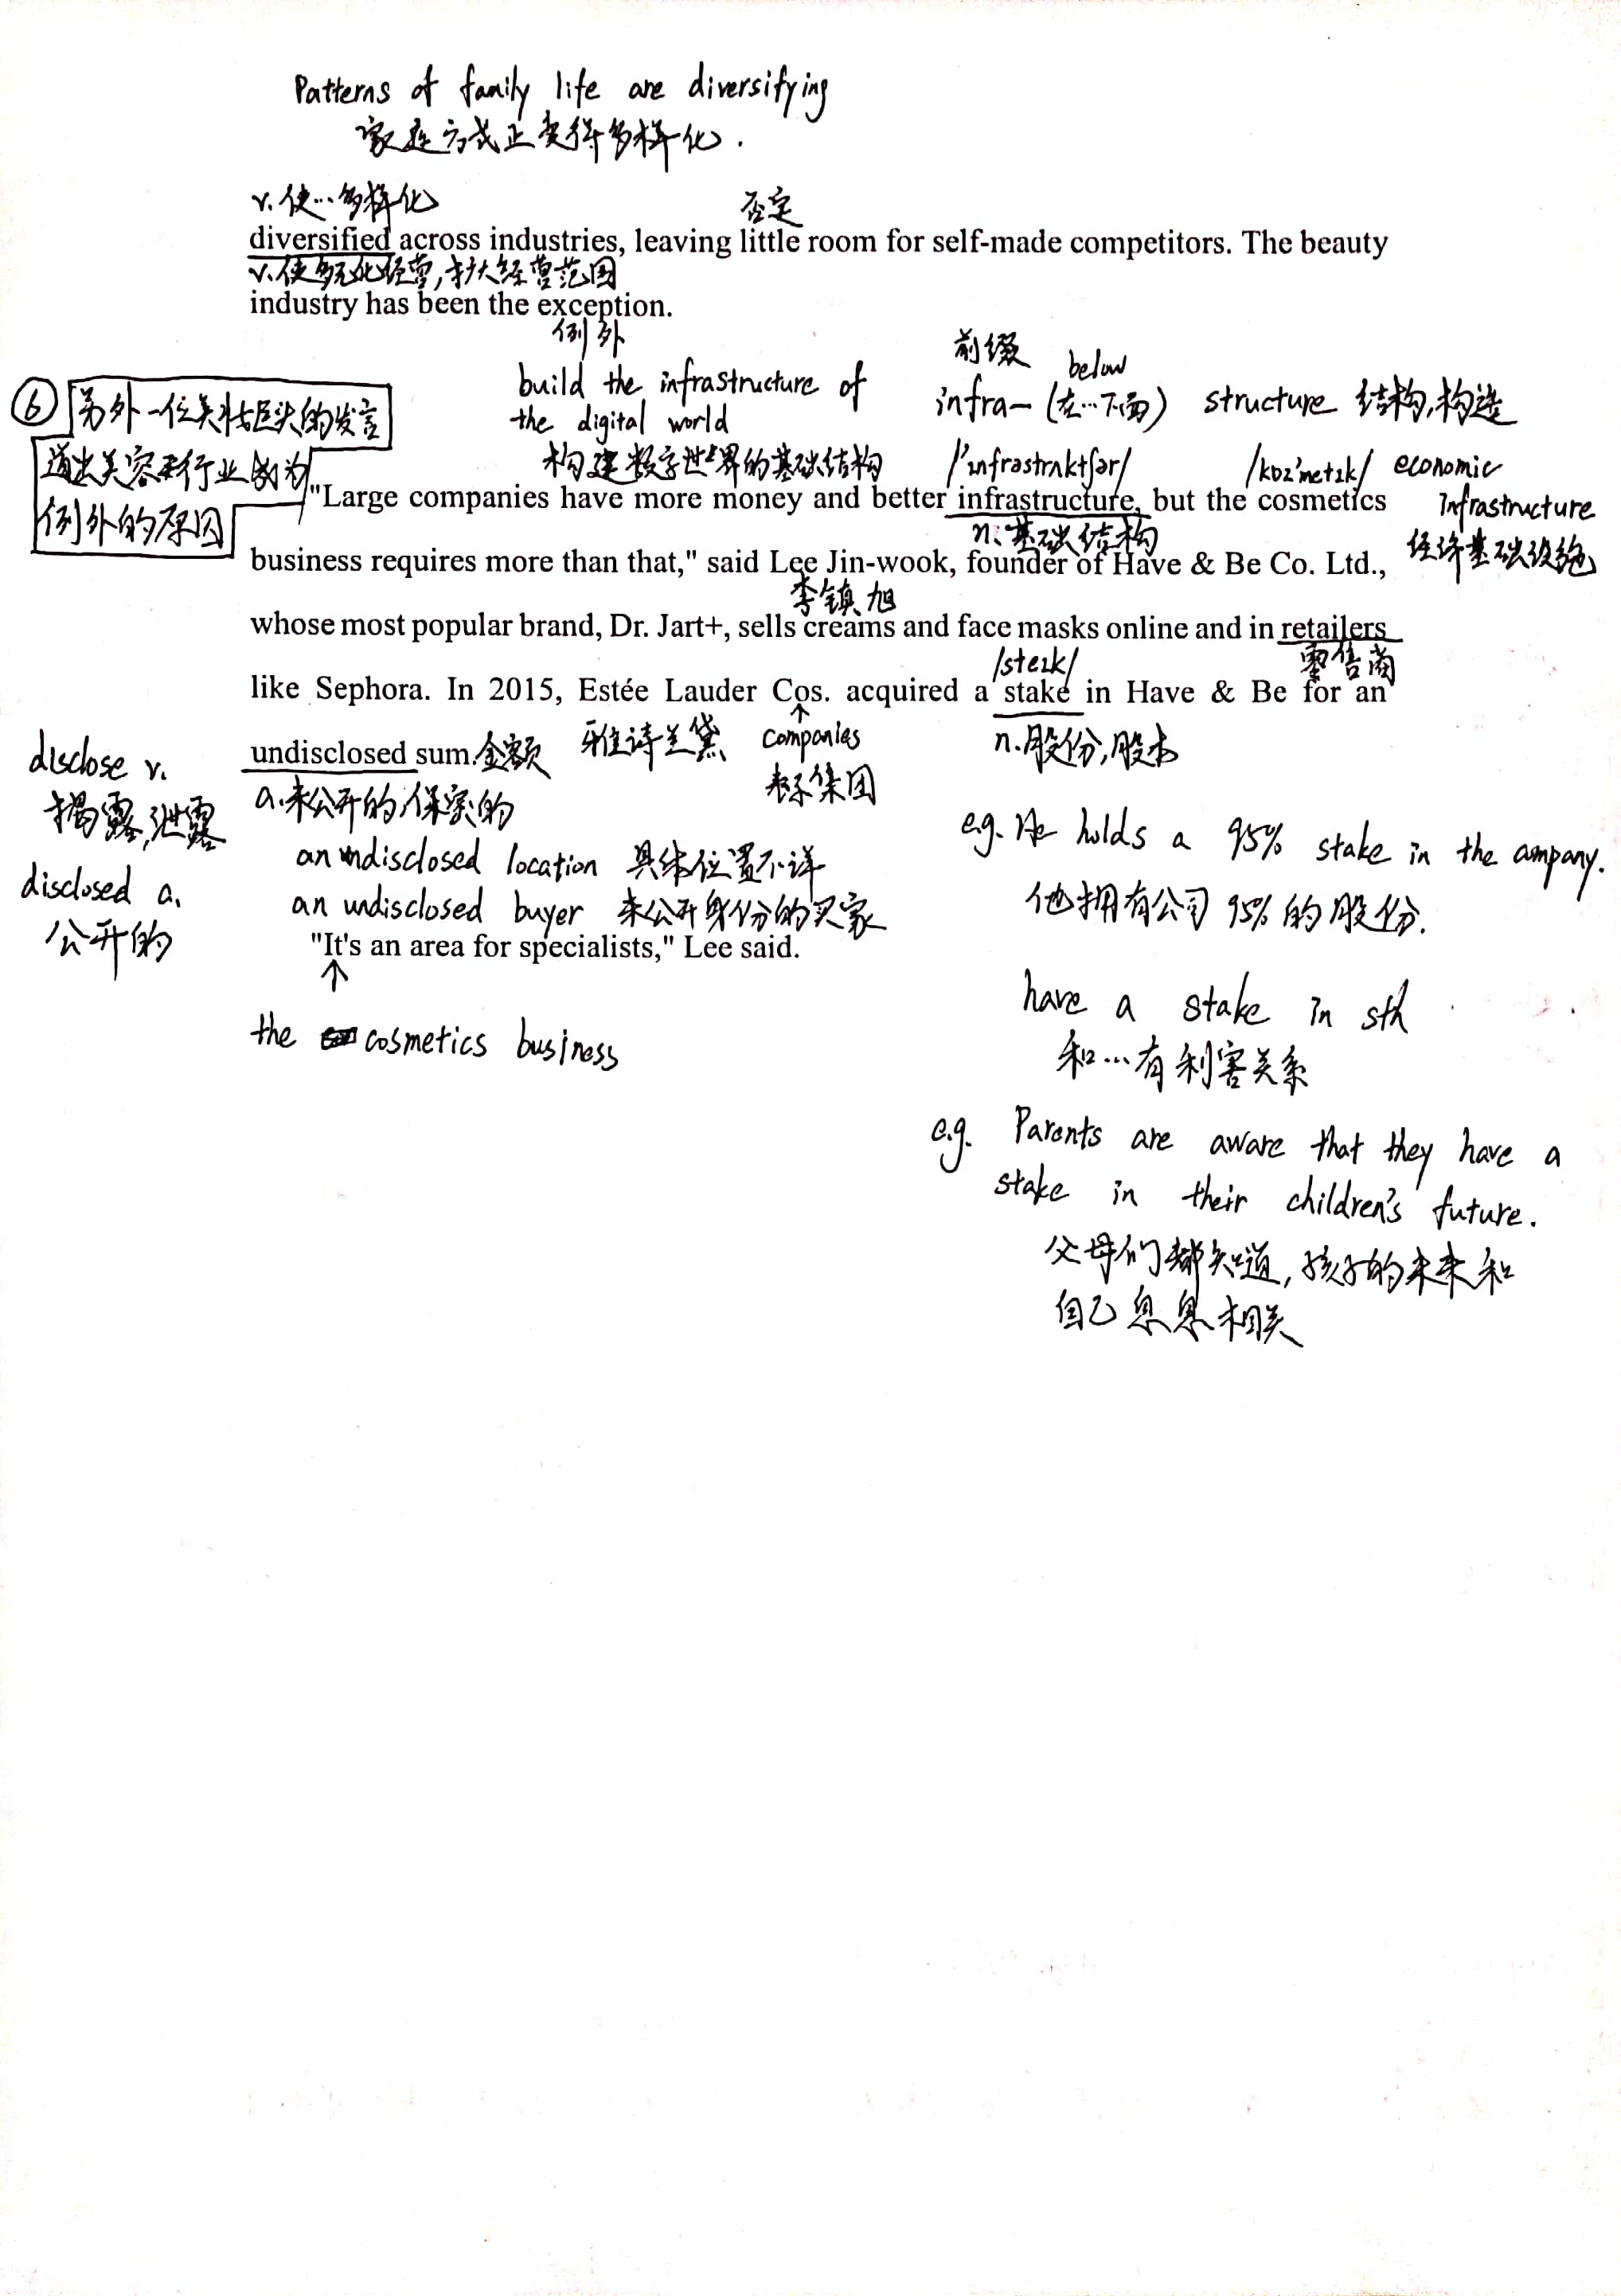 Patterns of family life are diversifying
家庭方式正变得多样化.
v.使…多样化
否定
diversified across industries, leaving little room for self-made competitors. The beauty
v.使多元化经营,扩大经营范围
industry has been the exception.
例外
前缀
below
build the infrastructure of
infra- (在…下面) structure 结构,构造
the digital world
构建数字世界的基础结构
⑥ 另外一位美妆巨头的发言
道出美容行业成为
例外的原因
/'ɪnfrəstrʌktʃər/
/kɒz'metɪk/ economic
infrastructure
经济基础设施
"Large companies have more money and better infrastructure, but the cosmetics
n.基础结构
business requires more than that," said Lee Jin-wook, founder of Have & Be Co. Ltd.,
李镇旭
whose most popular brand, Dr. Jart+, sells creams and face masks online and in retailers
/steɪk/
零售商
like Sephora. In 2015, Estée Lauder Cos. acquired a stake in Have & Be for an
undisclosed sum.金额 雅诗兰黛
↑
companies
表示集团
n.股份,股本
disclose v.
揭露,泄露
disclosed a.
公开的
a.未公开的,保密的
an undisclosed location 具体位置不详
an undisclosed buyer 未公开身份的买家
e.g. He holds a 95% stake in the company.
他拥有公司95%的股份.
"It's an area for specialists," Lee said.
↑
the cosmetics business
have a stake in sth
和…有利害关系
e.g. Parents are aware that they have a
stake in their children's future.
父母们都知道,孩子的未来和
自己息息相关